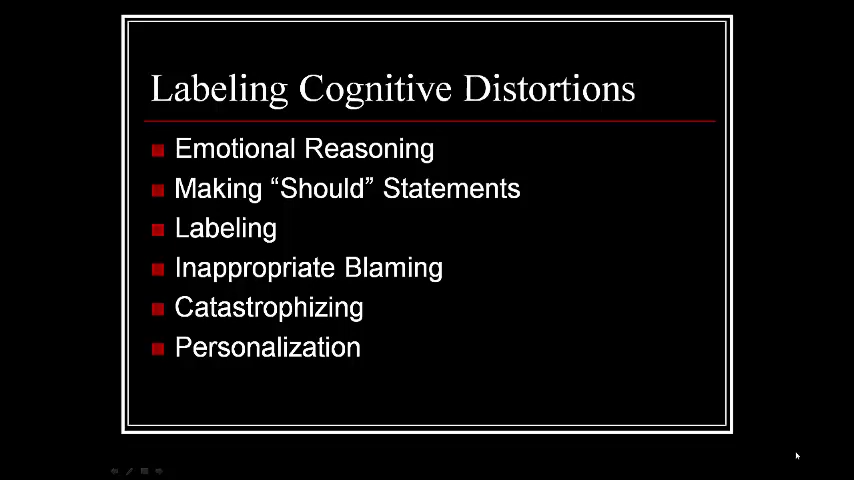 Labeling Cognitive Distortions
Emotional Reasoning
Making “Should” Statements
Labeling
Inappropriate Blaming
Catastrophizing
Personalization